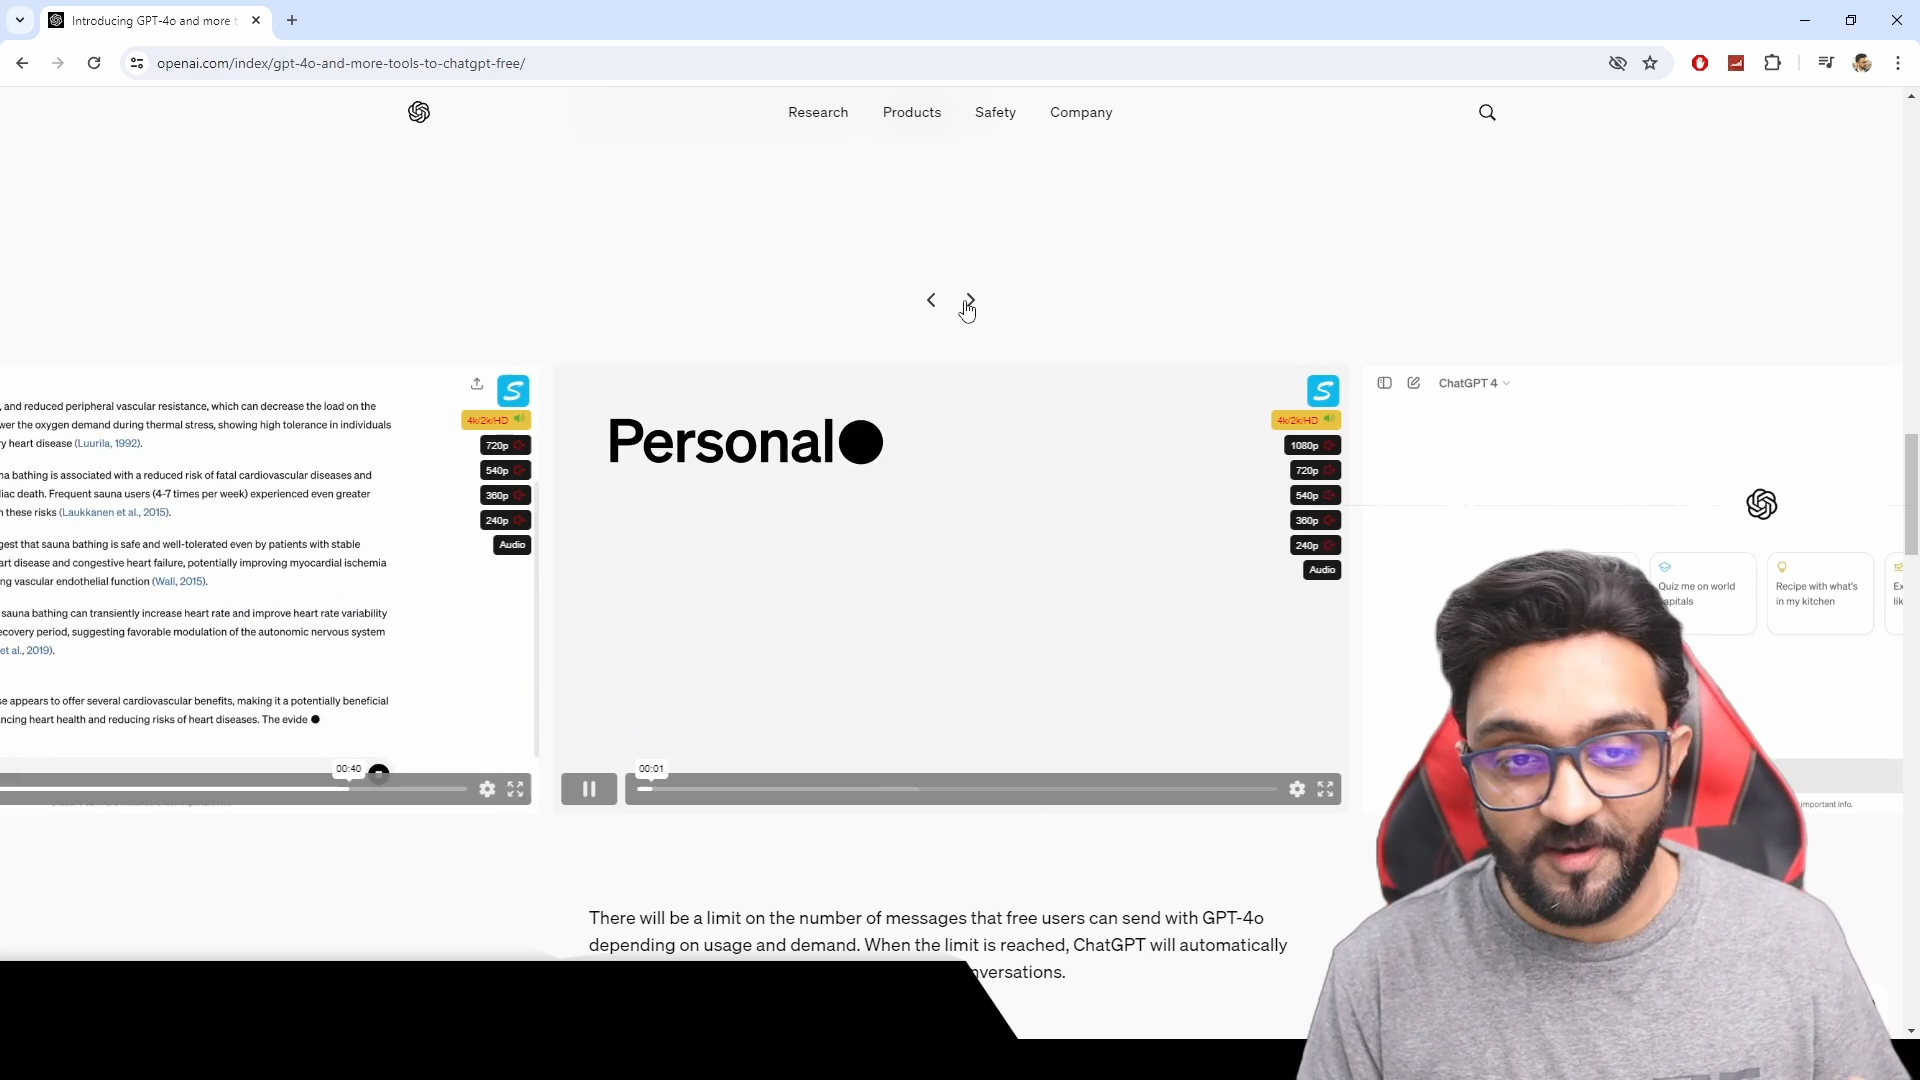 Introducing GPT-4o and more t
openai.com/index/gpt-4o-and-more-tools-to-chatgpt-free/
Research
Products
Safety
Company
, and reduced peripheral vascular resistance, which can decrease the load on the
wer the oxygen demand during thermal stress, showing high tolerance in individuals
ry heart disease (Luurila, 1992).
na bathing is associated with a reduced risk of fatal cardiovascular diseases and
iac death. Frequent sauna users (4-7 times per week) experienced even greater
n these risks (Laukkanen et al., 2015).
gest that sauna bathing is safe and well-tolerated even by patients with stable
art disease and congestive heart failure, potentially improving myocardial ischemia
ng vascular endothelial function (Wall, 2015).
sauna bathing can transiently increase heart rate and improve heart rate variability
ecovery period, suggesting favorable modulation of the autonomic nervous system
et al., 2019).
se appears to offer several cardiovascular benefits, making it a potentially beneficial
ncing heart health and reducing risks of heart diseases. The evide
00:40
4k/2k/HD
720p
540p
360p
240p
Audio
Personal
00:01
4k/2k/HD
1080p
720p
540p
360p
240p
Audio
ChatGPT 4
Quiz me on world
apitals
Recipe with what's
in my kitchen
Ex
lik
important info.
There will be a limit on the number of messages that free users can send with GPT-4o
depending on usage and demand. When the limit is reached, ChatGPT will automatically
nversations.